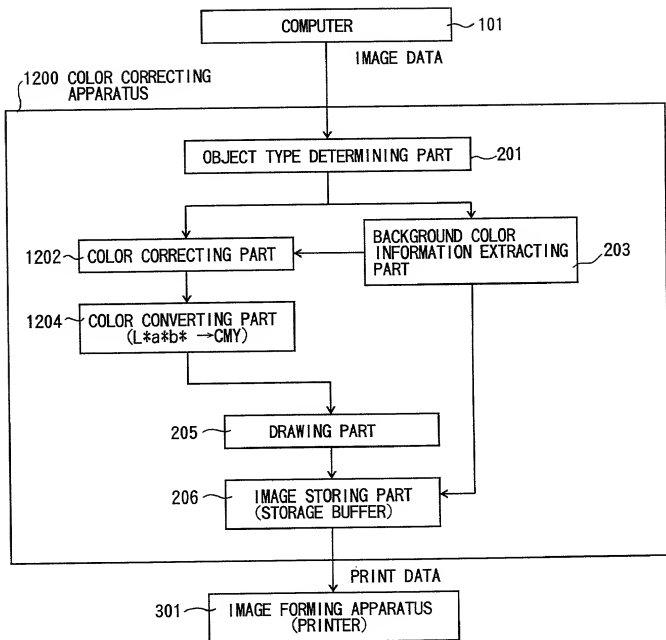 COMPUTER
101
IMAGE DATA
1200 COLOR CORRECTING
APPARATUS
OBJECT TYPE DETERMINING PART
201
1202
COLOR CORRECTING PART
BACKGROUND COLOR
INFORMATION EXTRACTING
PART
203
1204
COLOR CONVERTING PART
(L*a*b* →CMY)
205
DRAWING PART
206
IMAGE STORING PART
(STORAGE BUFFER)
PRINT DATA
301
IMAGE FORMING APPARATUS
(PRINTER)